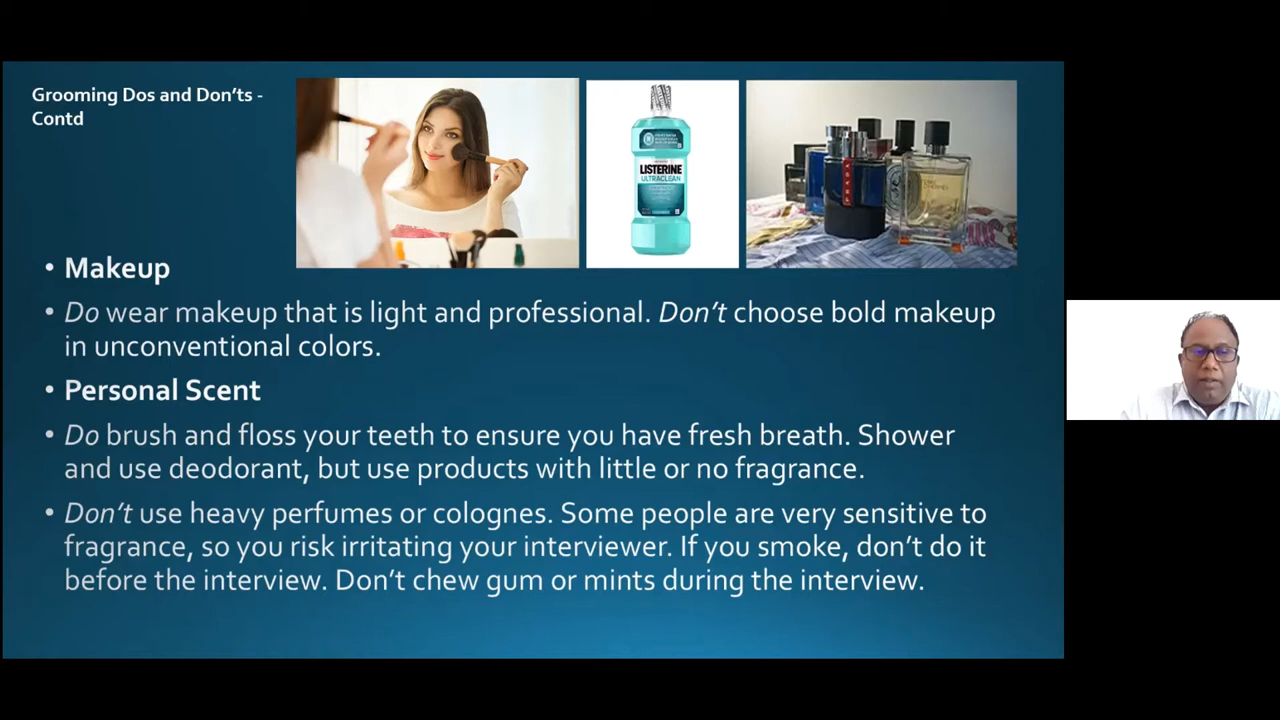 Grooming Dos and Don'ts -
Contd
LISTERINE
ULTRACLEAN
• Makeup
• Do wear makeup that is light and professional. Don't choose bold makeup
in unconventional colors.
• Personal Scent
• Do brush and floss your teeth to ensure you have fresh breath. Shower
and use deodorant, but use products with little or no fragrance.
• Don't use heavy perfumes or colognes. Some people are very sensitive to
fragrance, so you risk irritating your interviewer. If you smoke, don't do it
before the interview. Don't chew gum or mints during the interview.